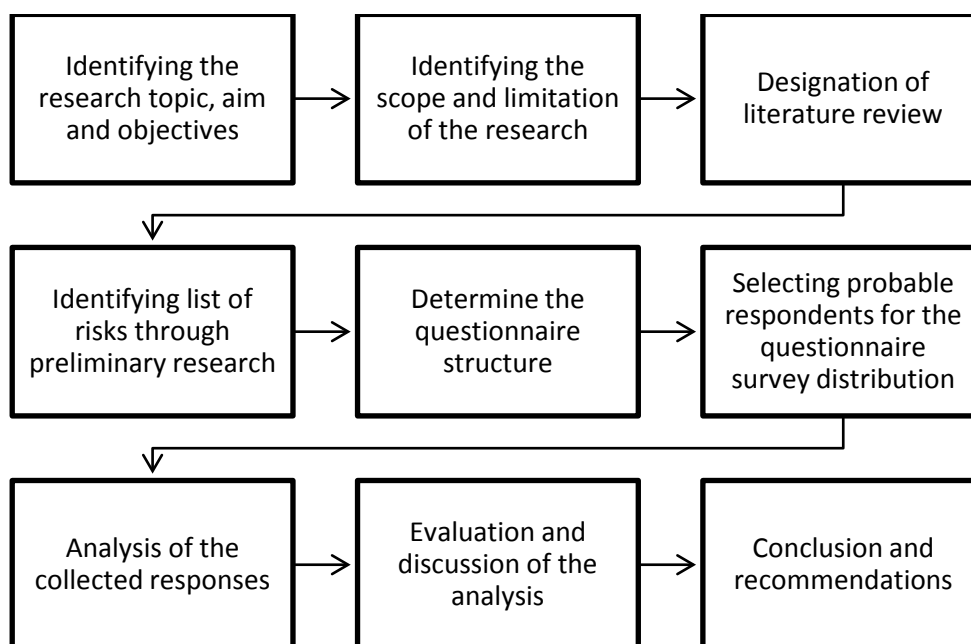 Identifying the
research topic, aim
and objectives
Identifying the
scope and limitation
of the research
Designation of
literature review
Identifying list of
risks through
preliminary research
Determine the
questionnaire
structure
Selecting probable
respondents for the
questionnaire
survey distribution
Analysis of the
collected responses
Evaluation and
discussion of the
analysis
Conclusion and
recommendations